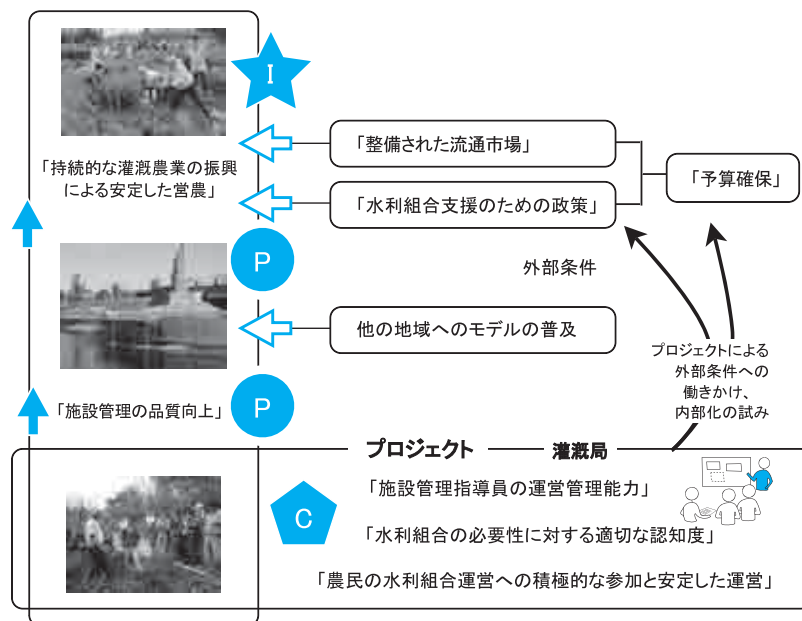 I
「整備された流通市場」
「持続的な灌漑農業の振興
による安定した営農」
「予算確保」
「水利組合支援のための政策」
P
外部条件
他の地域へのモデルの普及
プロジェクトによる
外部条件への
働きかけ、
内部化の試み
「施設管理の品質向上」
P
プロジェクト
灌漑局
「施設管理指導員の運営管理能力」
C
「水利組合の必要性に対する適切な認知度」
「農民の水利組合運営への積極的な参加と安定した運営」